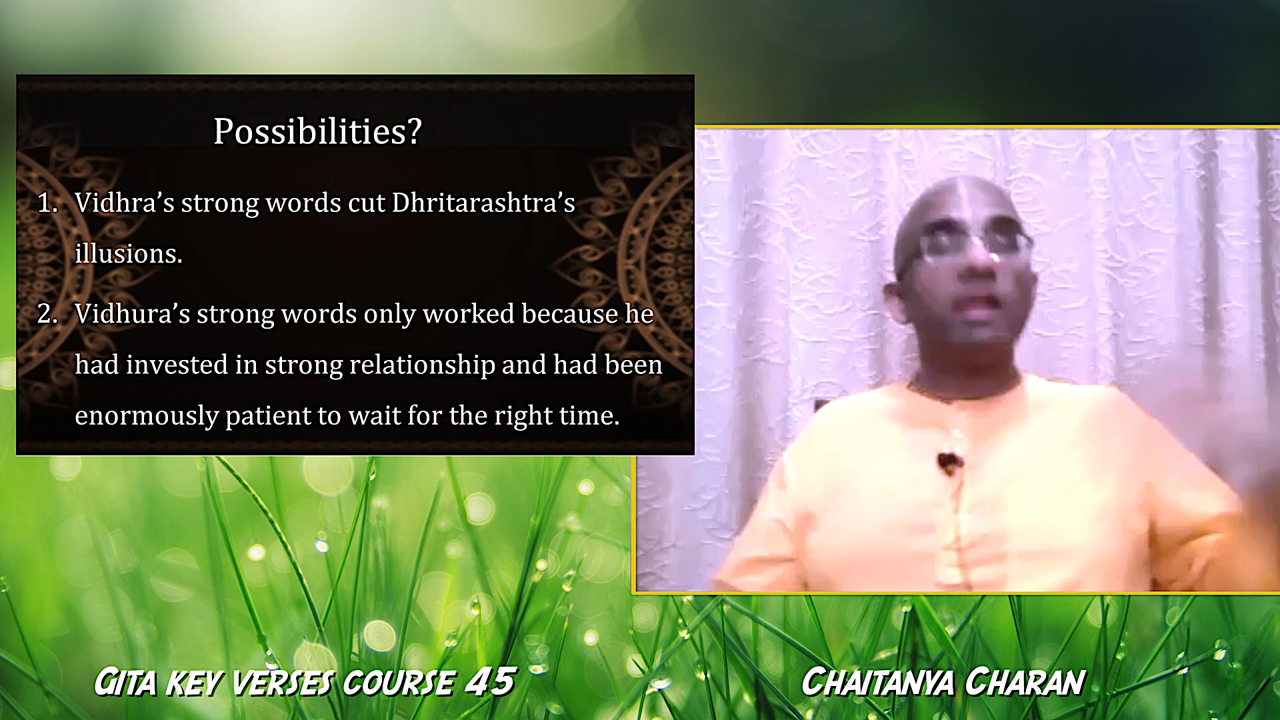 Possibilities?
1. Vidhra’s strong words cut Dhritarashtra’s
illusions.
2. Vidhura’s strong words only worked because he
had invested in strong relationship and had been
enormously patient to wait for the right time.
GITA KEY VERSES COURSE 45
CHAITANYA CHARAN